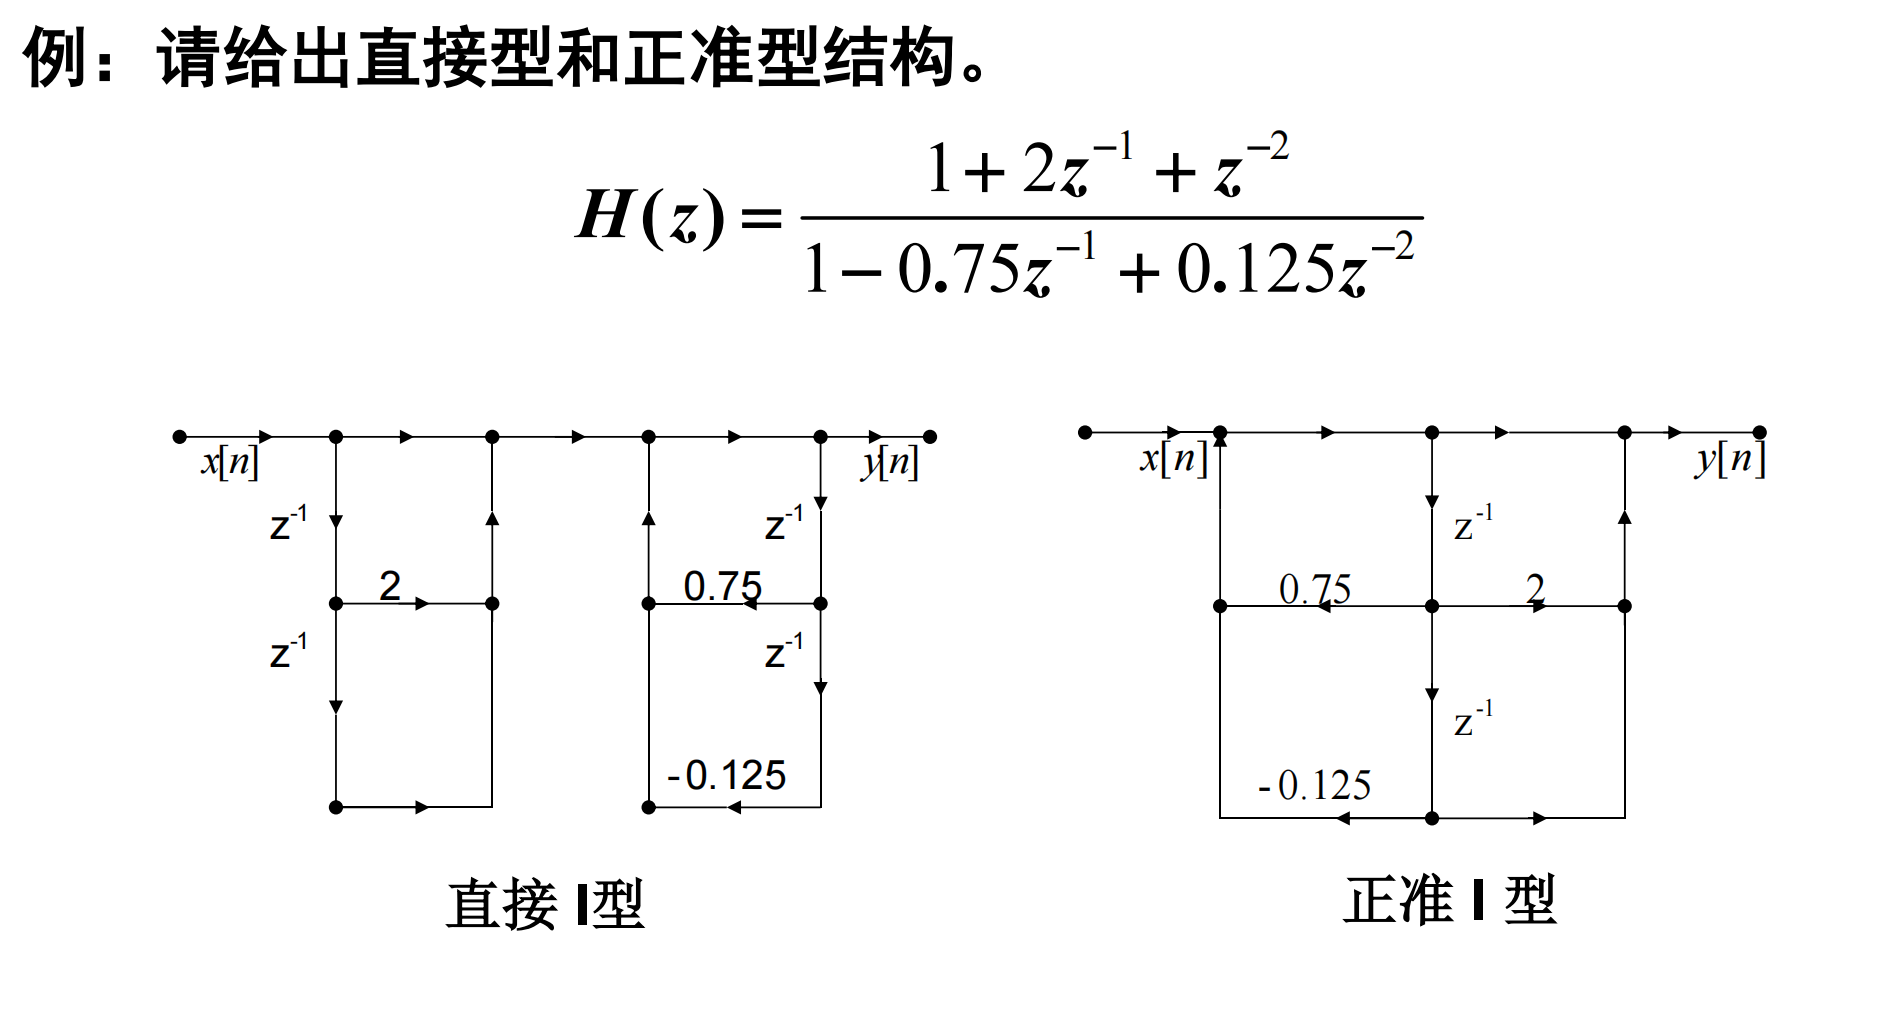 例：请给出直接型和正准型结构。
H(z) = (1 + 2z⁻¹ + z⁻²) / (1 − 0.75z⁻¹ + 0.125z⁻²)
x[n] y[n] x[n] y[n]
z⁻¹ z⁻¹ z⁻¹
2 0.75 0.75 2
z⁻¹ z⁻¹
z⁻¹
-0.125 -0.125
直接 I型 正准 I 型